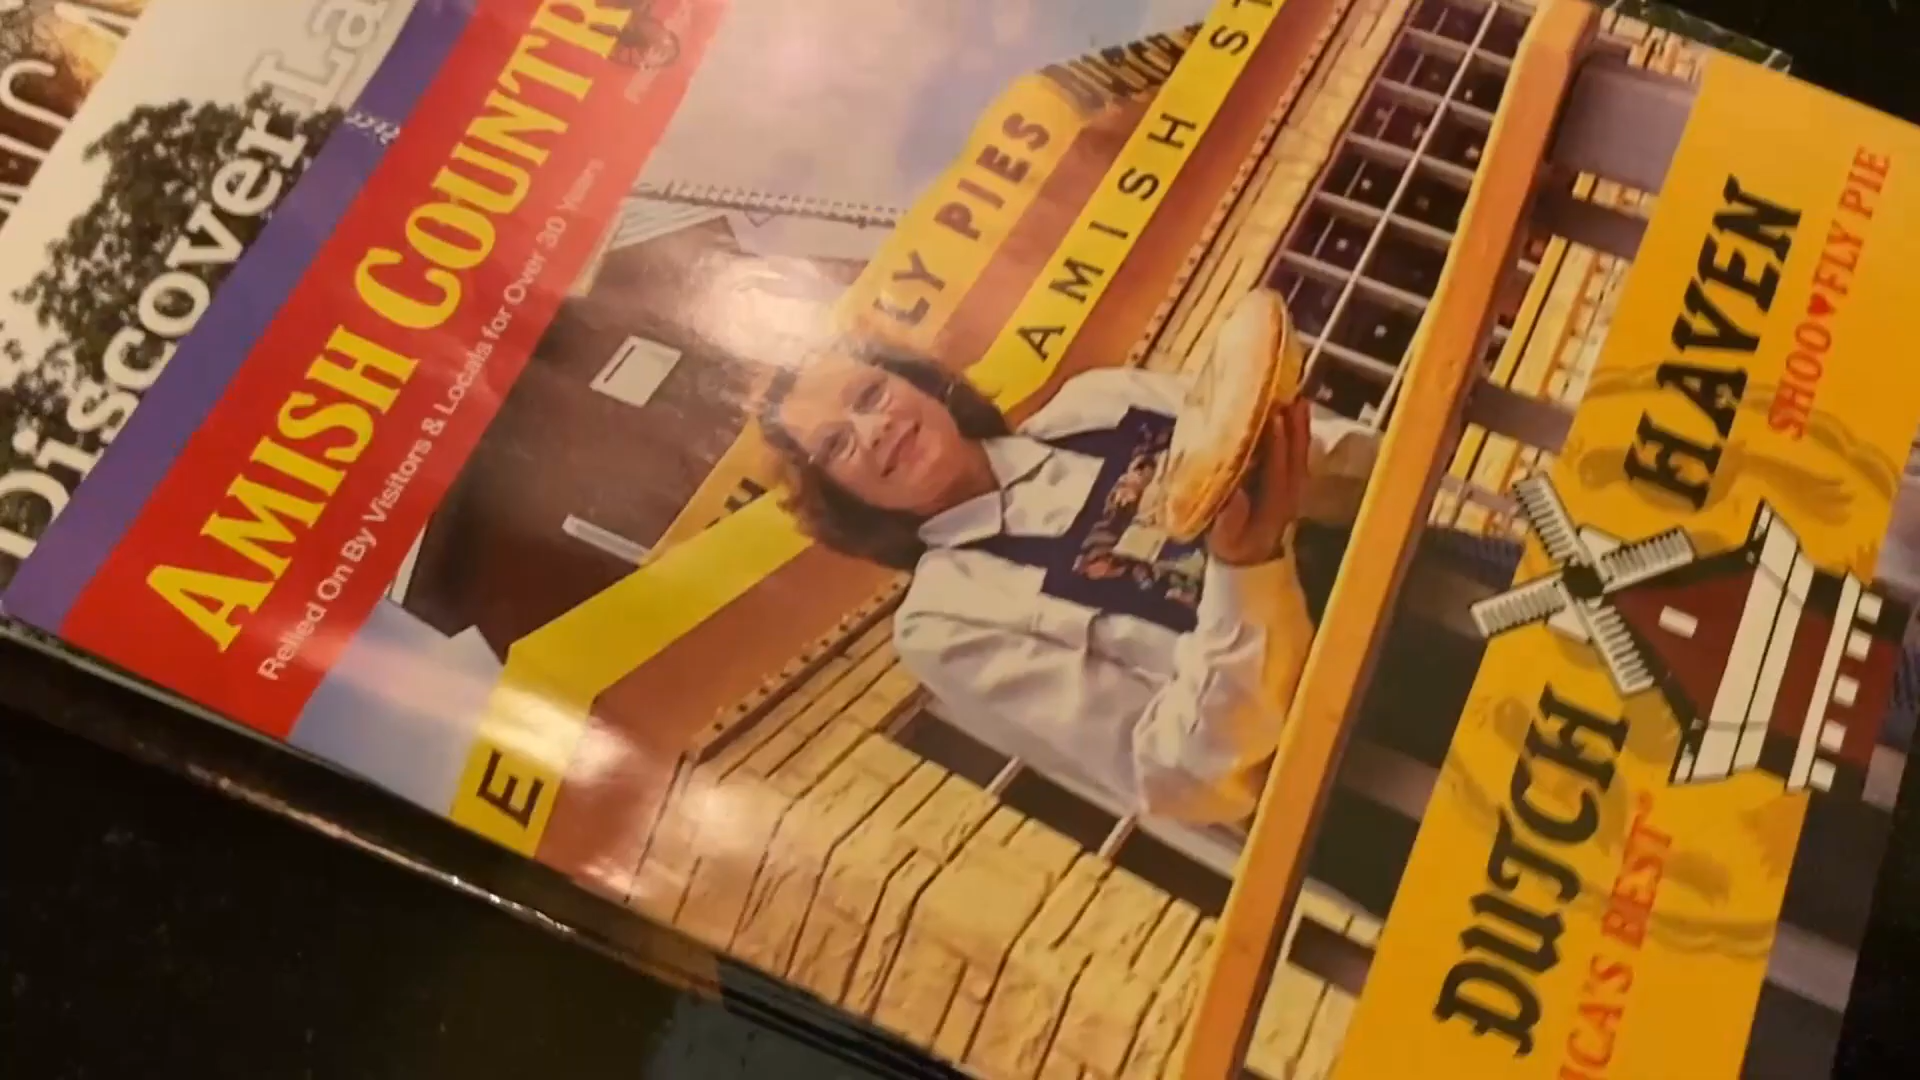 Discover
AMISH COUNTR
Relied On By Visitors & Locals for Over 30 Years
LY PIES
AMISH ST
E
DUTCH HAVEN
ICA'S BEST SHOO♥FLY PIE